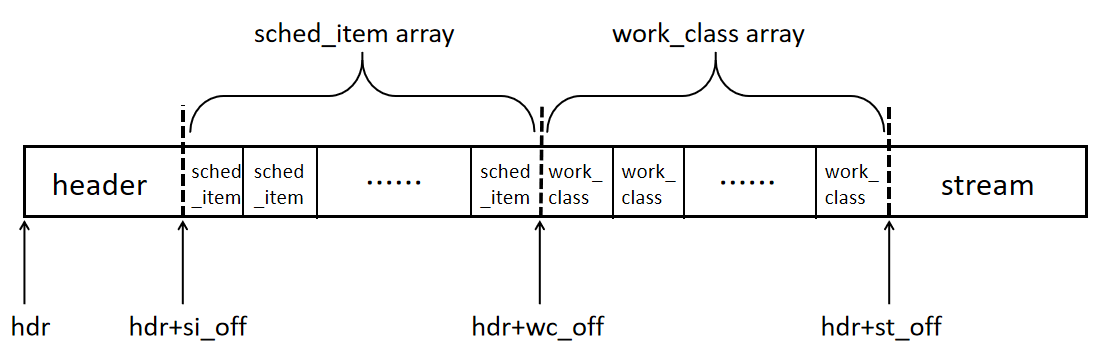 sched_item array
work_class array
header
sched
_item
sched
_item
······
sched
_item
work_
class
work_
class
······
work_
class
stream
hdr
hdr+si_off
hdr+wc_off
hdr+st_off